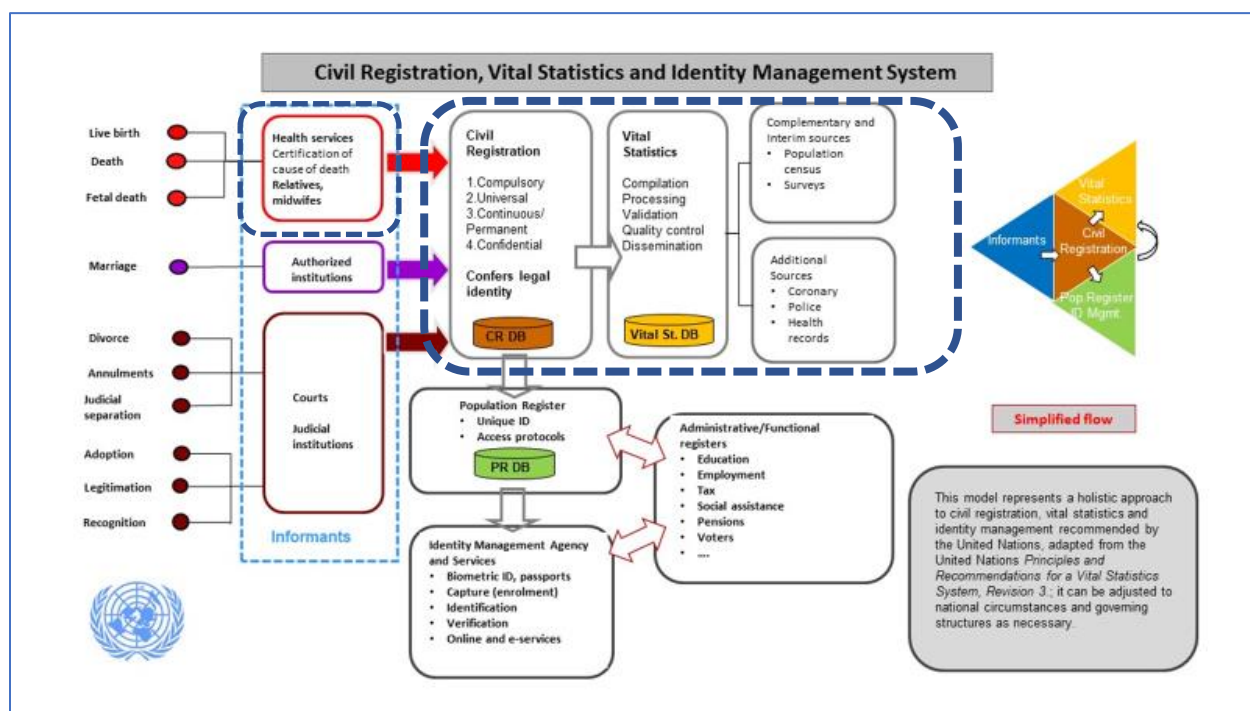 Civil Registration, Vital Statistics and Identity Management System
Live birth
Death
Fetal death
Marriage
Divorce
Annulments
Judicial
separation
Adoption
Legitimation
Recognition
Health services
Certification of
cause of death
Relatives,
midwifes
Authorized
institutions
Courts
Judicial
institutions
Informants
Civil
Registration
1.Compulsory
2.Universal
3.Continuous/
Permanent
4.Confidential
Confers legal
identity
CR DB
Vital
Statistics
Compilation
Processing
Validation
Quality control
Dissemination
Vital St. DB
Complementary and
Interim sources
• Population
census
• Surveys
Additional
Sources
• Coronary
• Police
• Health
records
Population Register
• Unique ID
• Access protocols
PR DB
Identity Management Agency
and Services
• Biometric ID, passports
• Capture (enrolment)
• Identification
• Verification
• Online and e-services
Administrative/Functional
registers
• Education
• Employment
• Tax
• Social assistance
• Pensions
• Voters
• ....
Vital
Statistics
Informants
Civil
Registration
Pop Register
ID Mgmt.
Simplified flow
This model represents a holistic approach
to civil registration, vital statistics and
identity management recommended by
the United Nations, adapted from the
United Nations Principles and
Recommendations for a Vital Statistics
System, Revision 3.; it can be adjusted to
national circumstances and governing
structures as necessary.